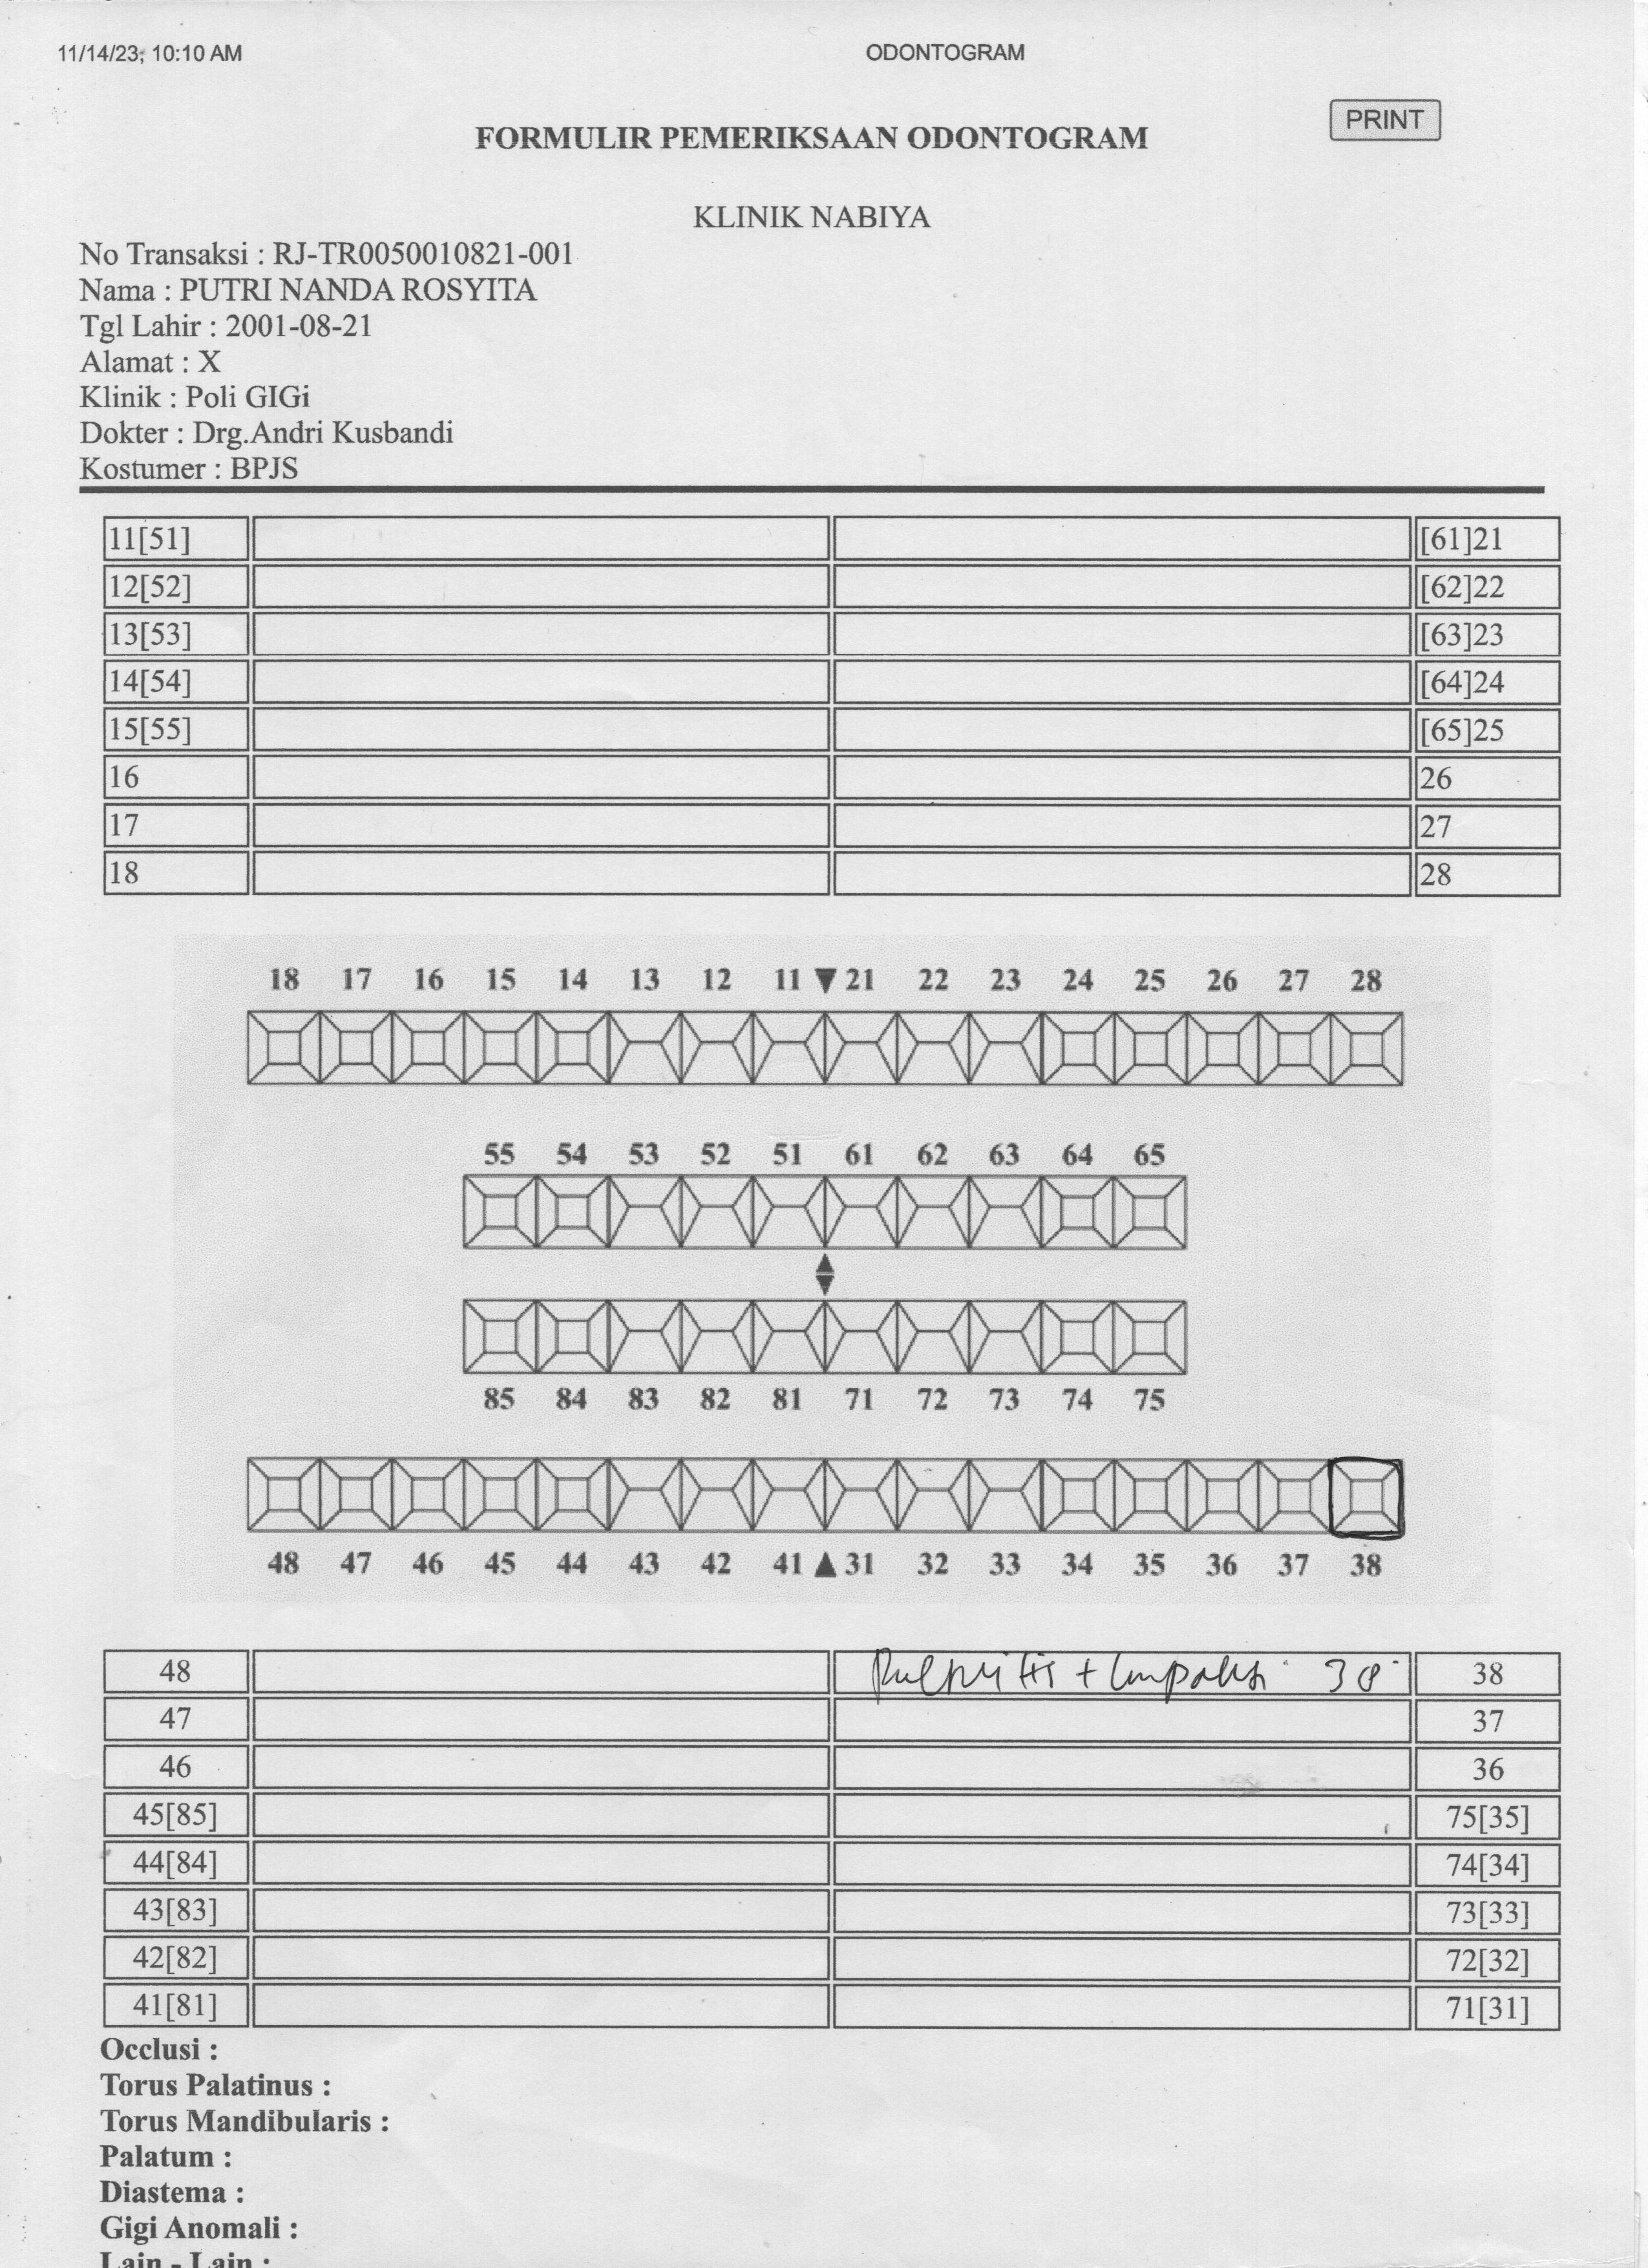 11/14/23; 10:10 AM ODONTOGRAM
PRINT
FORMULIR PEMERIKSAAN ODONTOGRAM
KLINIK NABIYA
No Transaksi : RJ-TR0050010821-001
Nama : PUTRI NANDA ROSYITA
Tgl Lahir : 2001-08-21
Alamat : X
Klinik : Poli GIGi
Dokter : Drg.Andri Kusbandi
Kostumer : BPJS
11[51] [61]21
12[52] [62]22
13[53] [63]23
14[54] [64]24
15[55] [65]25
16 26
17 27
18 28
18 17 16 15 14 13 12 11 ▼ 21 22 23 24 25 26 27 28
55 54 53 52 51 61 62 63 64 65
85 84 83 82 81 71 72 73 74 75
48 47 46 45 44 43 42 41 ▲ 31 32 33 34 35 36 37 38
48 Pulpitis + Impaksi 38 38
47 37
46 36
45[85] 75[35]
44[84] 74[34]
43[83] 73[33]
42[82] 72[32]
41[81] 71[31]
Occlusi :
Torus Palatinus :
Torus Mandibularis :
Palatum :
Diastema :
Gigi Anomali :
Lain - Lain :